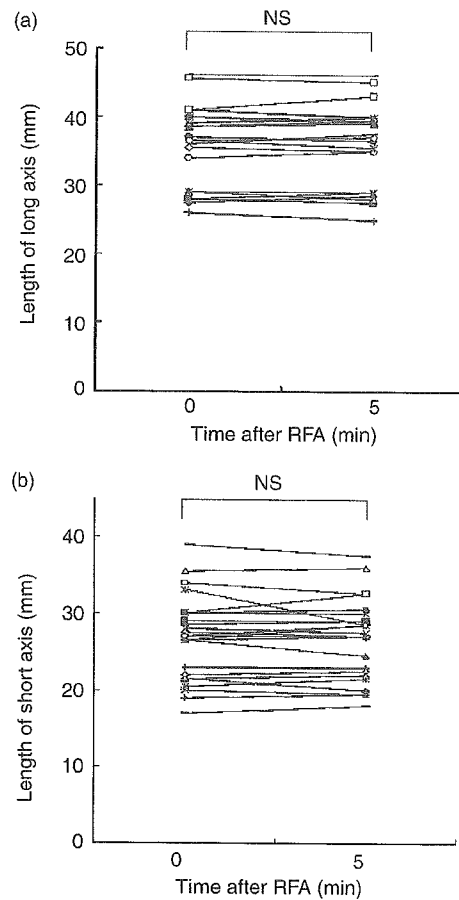 (a)
NS
50
40
30
20
10
0
Length of long axis (mm)
0 5
Time after RFA (min)
(b)
NS
40
30
20
10
0
Length of short axis (mm)
0 5
Time after RFA (min)